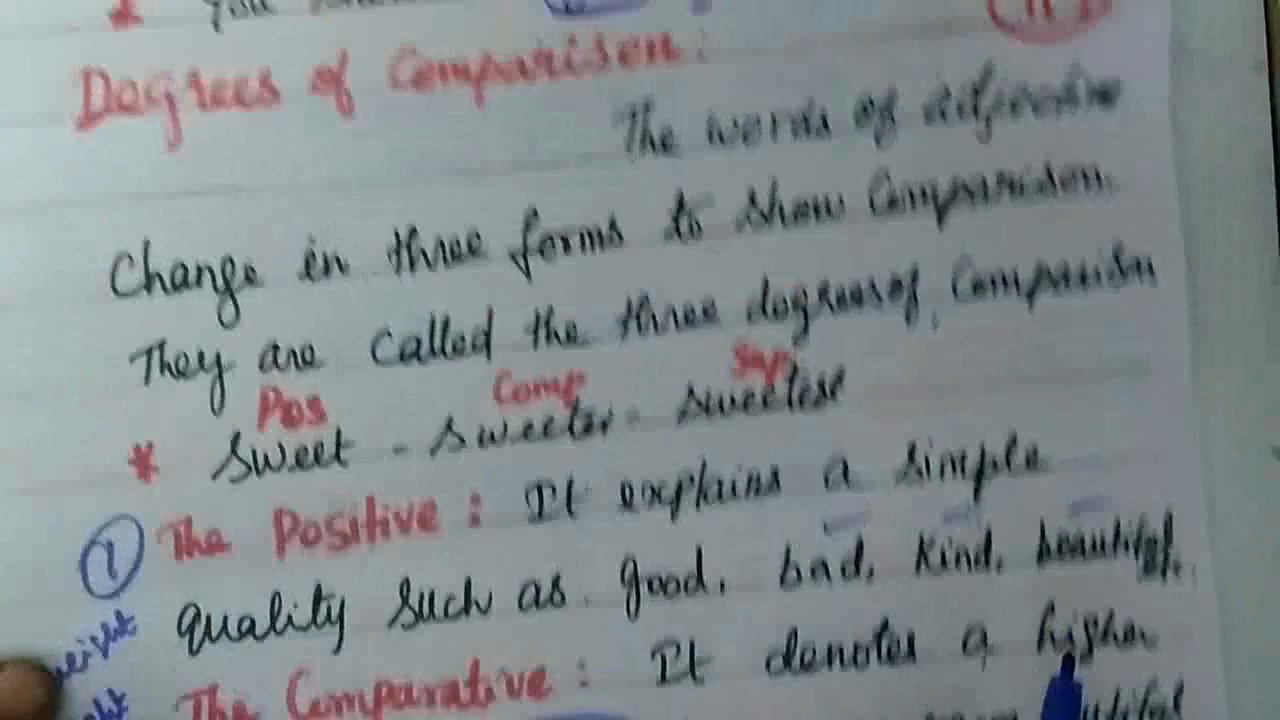 * you
11
Degrees of Comparison:
The words of adjective
Change in three forms to show Comparison.
They are called the three degrees of Comparison
Pos Comp Sup
* Sweet - Sweeter - Sweetest
① The Positive: It explains a simple
quality such as good, bad, kind, beautiful.
The Comparative: It denotes a higher